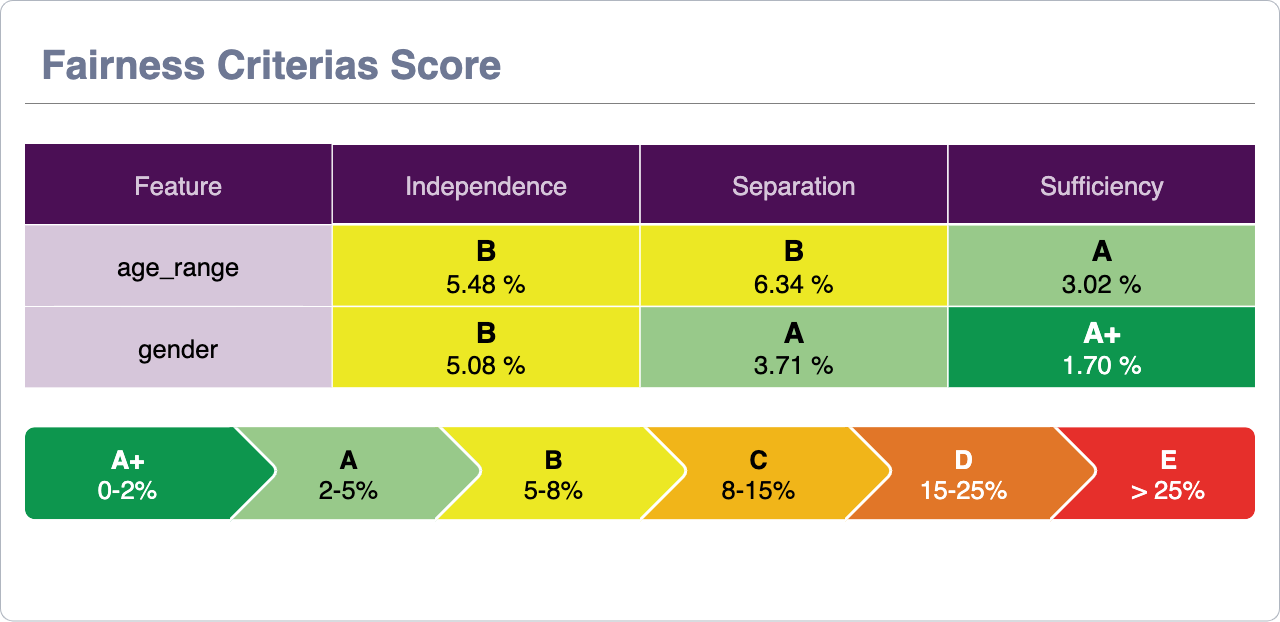 Fairness Criterias Score
Feature Independence Separation Sufficiency
age_range
B
5.48 %
B
6.34 %
A
3.02 %
gender
B
5.08 %
A
3.71 %
A+
1.70 %
A+
0-2%
A
2-5%
B
5-8%
C
8-15%
D
15-25%
E
> 25%